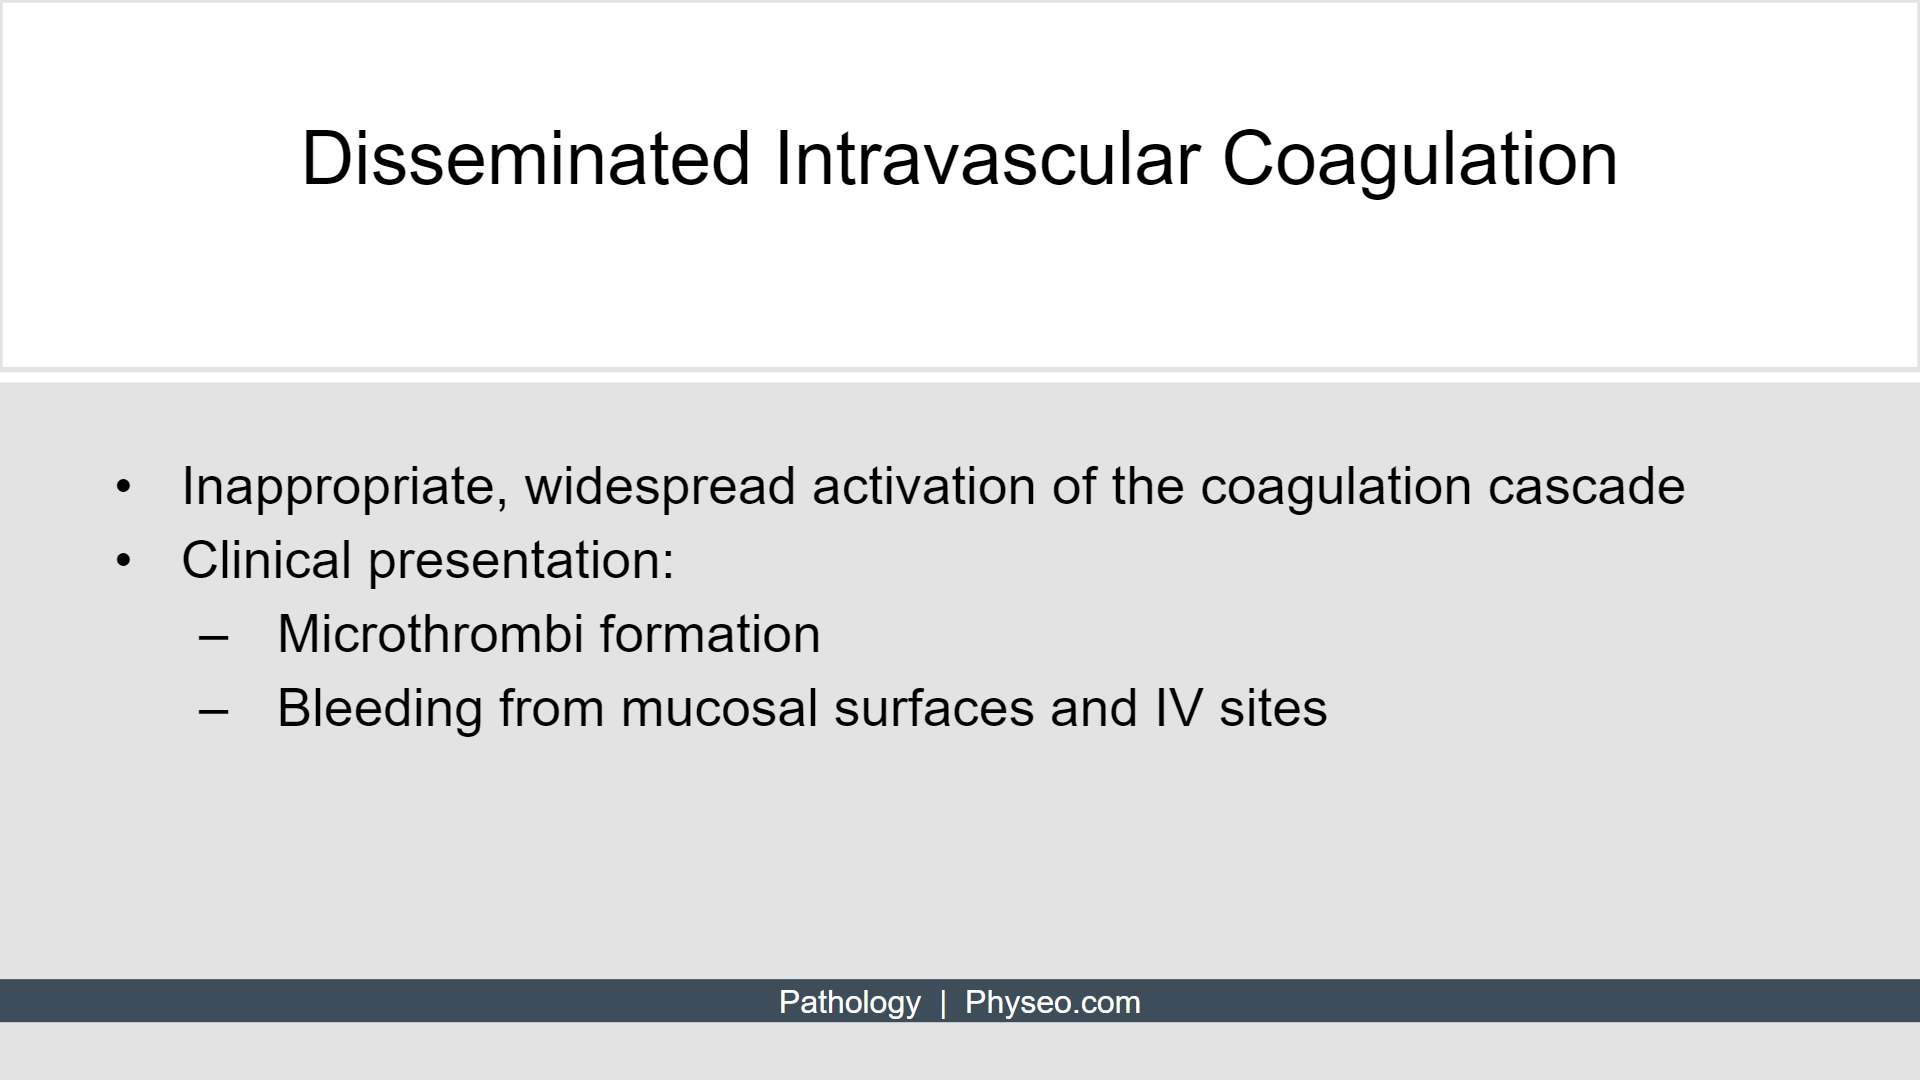 Disseminated Intravascular Coagulation
• Inappropriate, widespread activation of the coagulation cascade
• Clinical presentation:
– Microthrombi formation
– Bleeding from mucosal surfaces and IV sites
Pathology | Physeo.com